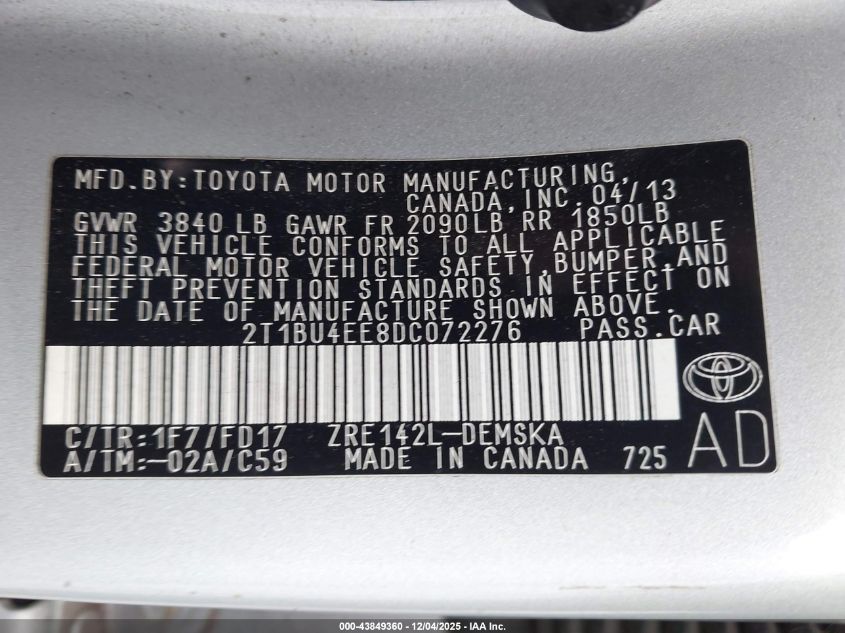 MFD.BY:TOYOTA MOTOR MANUFACTURING,
CANADA,INC.04/13
GVWR 3840 LB GAWR FR 2090LB RR 1850LB
THIS VEHICLE CONFORMS TO ALL APPLICABLE
FEDERAL MOTOR VEHICLE SAFETY,BUMPER,AND
THEFT PREVENTION STANDARDS IN EFFECT ON
THE DATE OF MANUFACTURE SHOWN ABOVE.
2T1BU4EE8DC072276 PASS.CAR
C/TR:1F7/FD17 ZRE142L-DEMSKA
A/TM:-02A/C59 MADE IN CANADA 725
AD
000-43849360 - 12/04/2025 - IAA Inc.